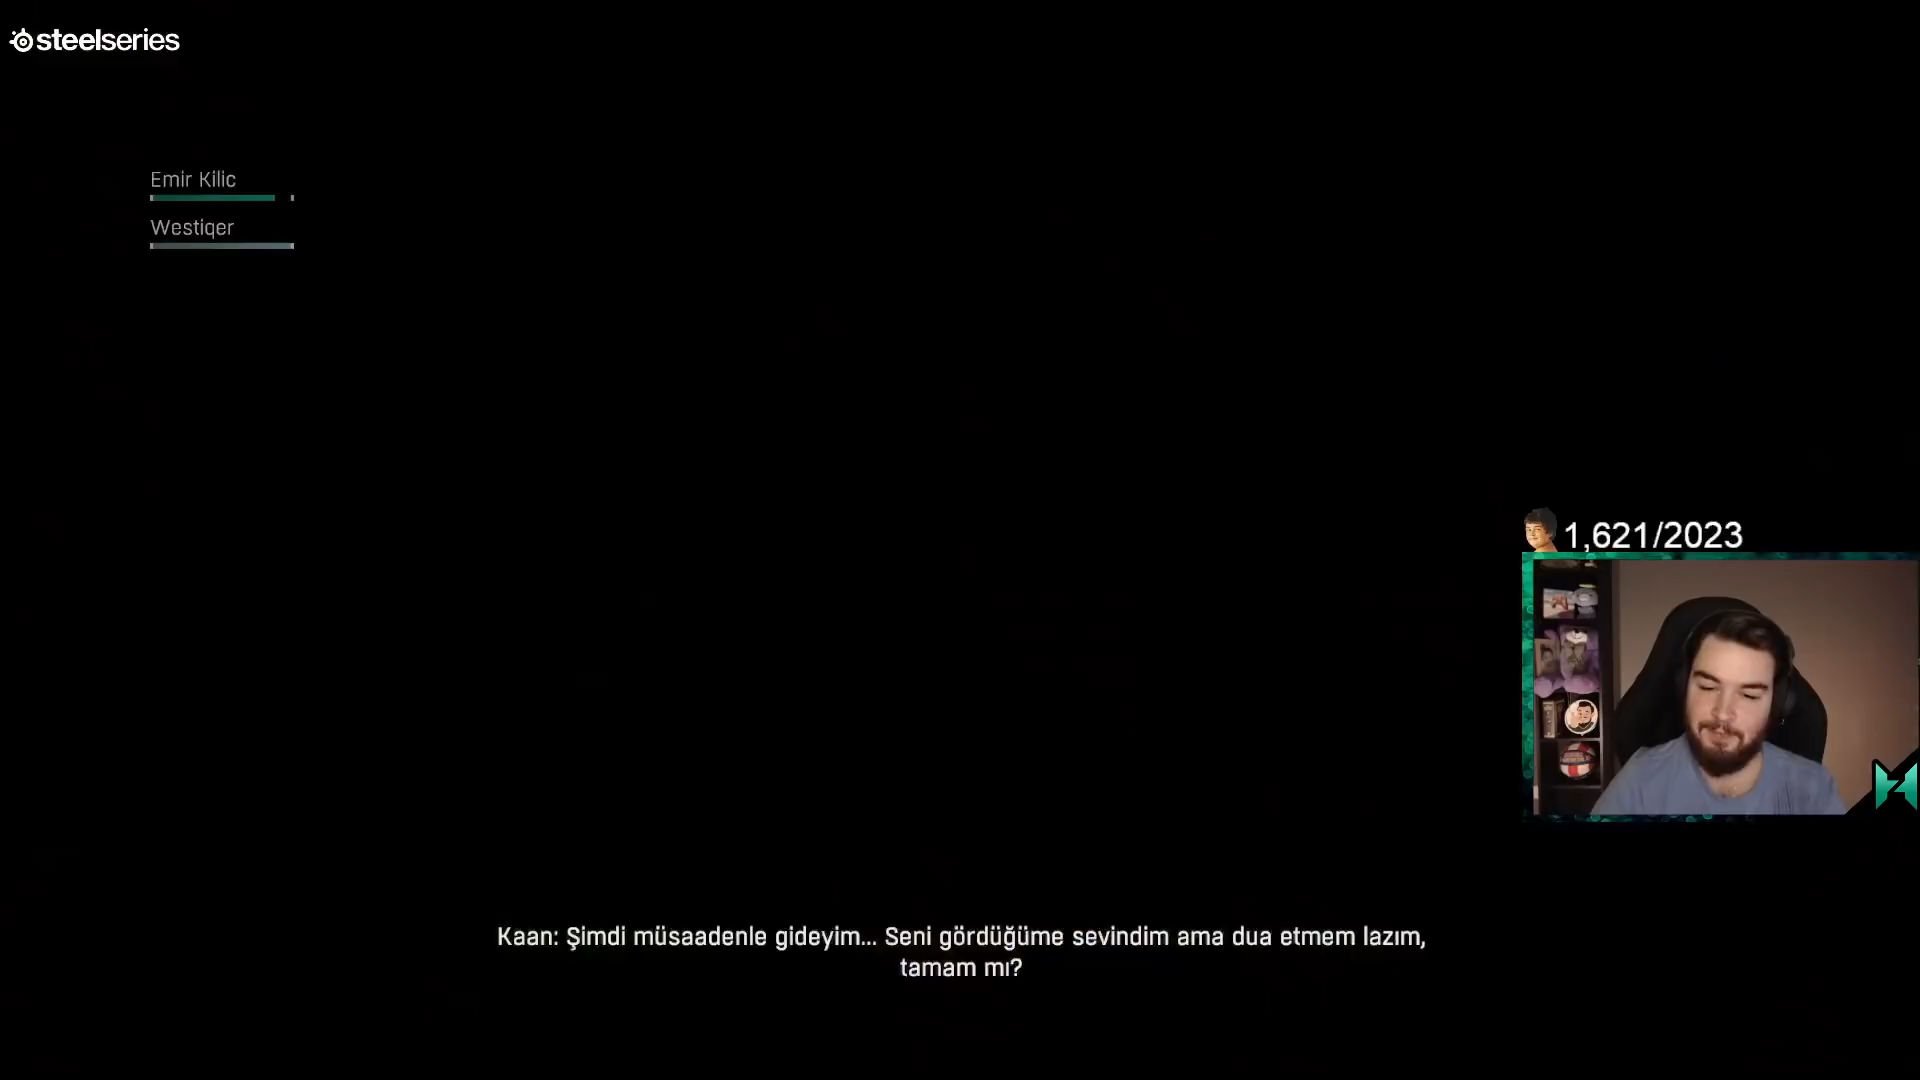 steelseries
Emir Kilic
Westiqer
1,621/2023
Kaan: Şimdi müsaadenle gideyim... Seni gördüğüme sevindim ama dua etmem lazım,
tamam mı?